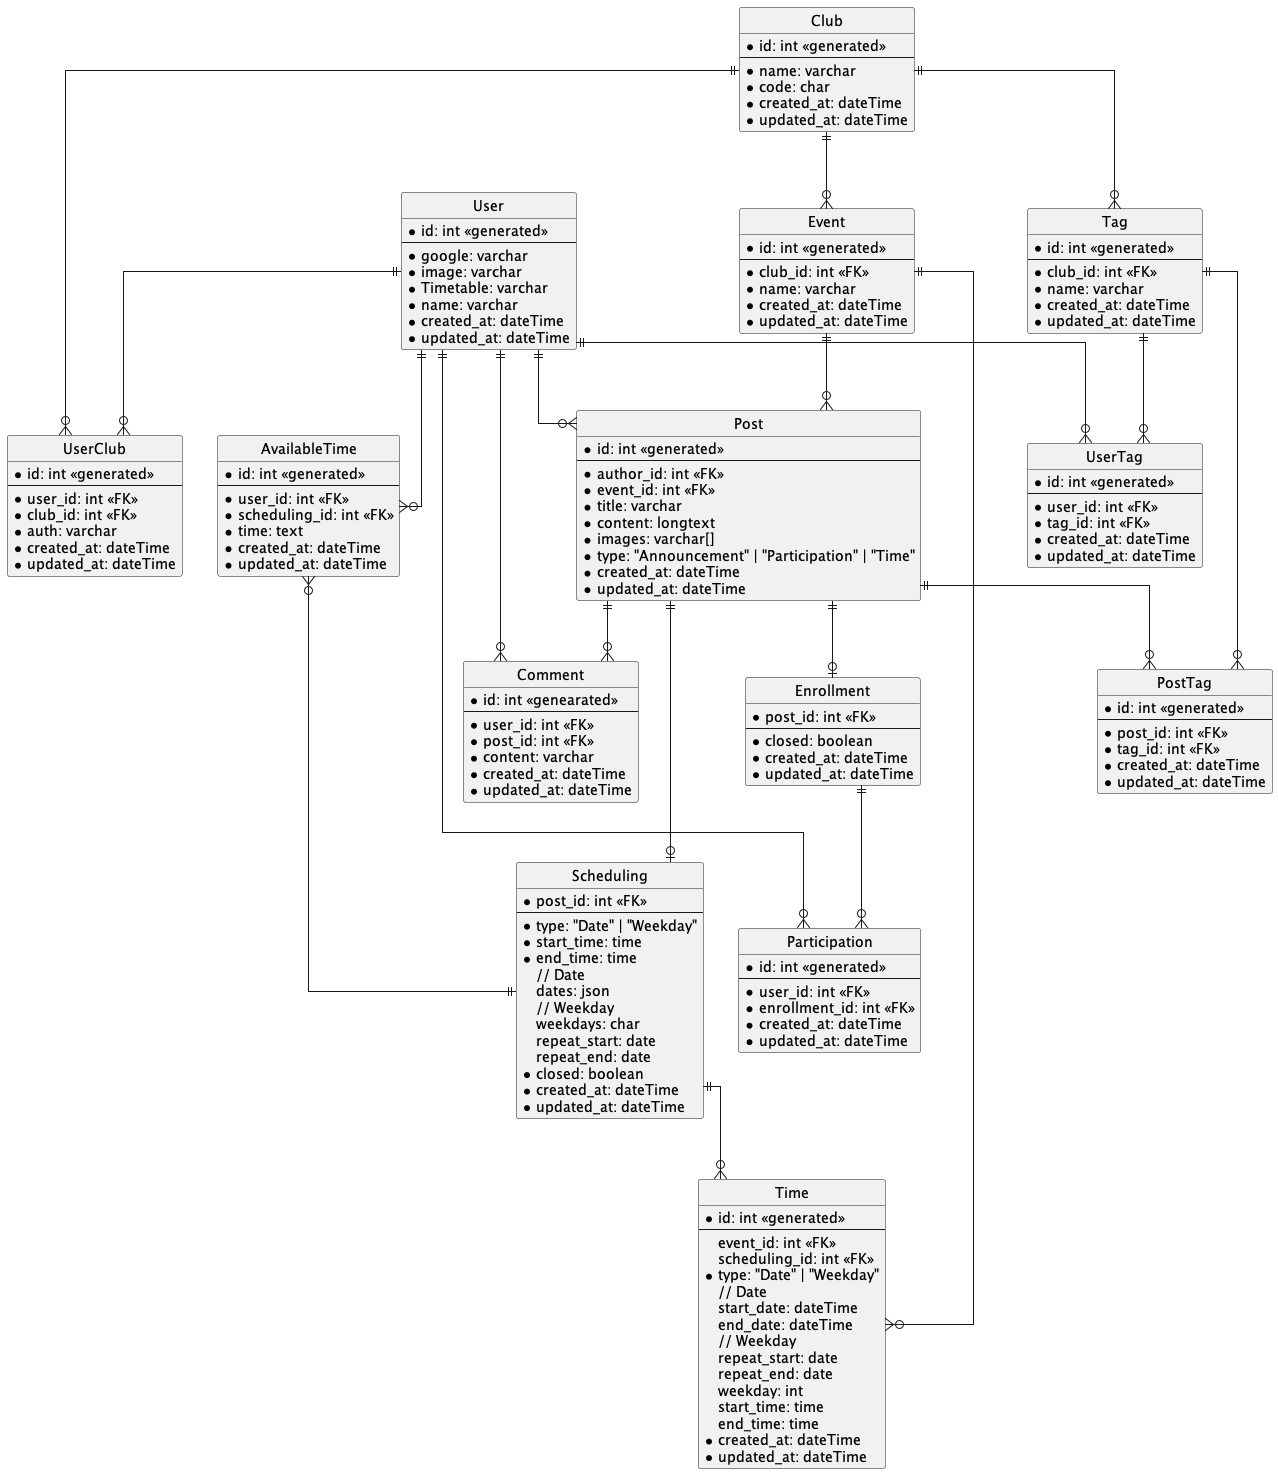 Club
id: int «generated»
name: varchar
code: char
created_at: dateTime
updated_at: dateTime
User
id: int «generated»
google: varchar
image: varchar
Timetable: varchar
name: varchar
created_at: dateTime
updated_at: dateTime
Event
id: int «generated»
club_id: int «FK»
name: varchar
created_at: dateTime
updated_at: dateTime
Tag
id: int «generated»
club_id: int «FK»
name: varchar
created_at: dateTime
updated_at: dateTime
UserClub
id: int «generated»
user_id: int «FK»
club_id: int «FK»
auth: varchar
created_at: dateTime
updated_at: dateTime
AvailableTime
id: int «generated»
user_id: int «FK»
scheduling_id: int «FK»
time: text
created_at: dateTime
updated_at: dateTime
Post
id: int «generated»
author_id: int «FK»
event_id: int «FK»
title: varchar
content: longtext
images: varchar[]
type: "Announcement" | "Participation" | "Time"
created_at: dateTime
updated_at: dateTime
UserTag
id: int «generated»
user_id: int «FK»
tag_id: int «FK»
created_at: dateTime
updated_at: dateTime
Comment
id: int «genearated»
user_id: int «FK»
post_id: int «FK»
content: varchar
created_at: dateTime
updated_at: dateTime
Enrollment
post_id: int «FK»
closed: boolean
created_at: dateTime
updated_at: dateTime
PostTag
id: int «generated»
post_id: int «FK»
tag_id: int «FK»
created_at: dateTime
updated_at: dateTime
Scheduling
post_id: int «FK»
type: "Date" | "Weekday"
start_time: time
end_time: time
// Date
dates: json
// Weekday
weekdays: char
repeat_start: date
repeat_end: date
closed: boolean
created_at: dateTime
updated_at: dateTime
Participation
id: int «generated»
user_id: int «FK»
enrollment_id: int «FK»
created_at: dateTime
updated_at: dateTime
Time
id: int «generated»
event_id: int «FK»
scheduling_id: int «FK»
type: "Date" | "Weekday"
// Date
start_date: dateTime
end_date: dateTime
// Weekday
repeat_start: date
repeat_end: date
weekday: int
start_time: time
end_time: time
created_at: dateTime
updated_at: dateTime